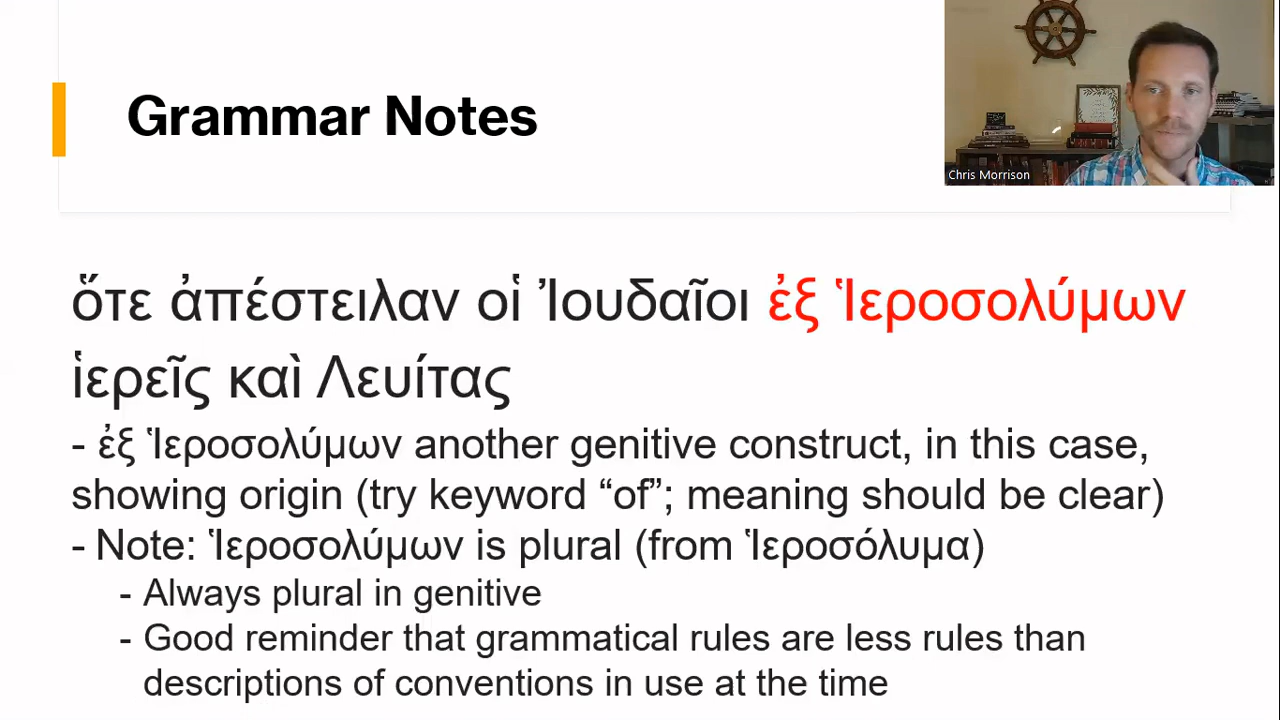 Grammar Notes
Chris Morrison
ὅτε ἀπέστειλαν οἱ Ἰουδαῖοι ἐξ Ἱεροσολύμων
ἱερεῖς καὶ Λευίτας
- ἐξ Ἱεροσολύμων another genitive construct, in this case,
showing origin (try keyword “of”; meaning should be clear)
- Note: Ἱεροσολύμων is plural (from Ἱεροσόλυμα)
- Always plural in genitive
- Good reminder that grammatical rules are less rules than
descriptions of conventions in use at the time